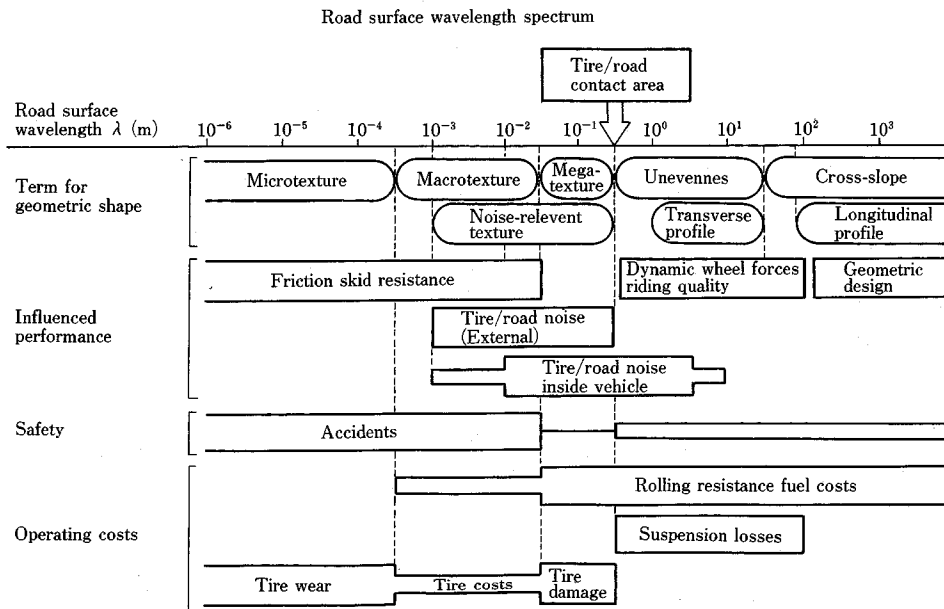 Road surface wavelength spectrum
Tire/road
contact area
Road surface
wavelength λ (m)
10⁻⁶ 10⁻⁵ 10⁻⁴ 10⁻³ 10⁻² 10⁻¹ 10⁰ 10¹ 10² 10³
Term for
geometric shape
Microtexture
Macrotexture
Mega-
texture
Unevennes
Cross-slope
Noise-relevent
texture
Transverse
profile
Longitudinal
profile
Influenced
performance
Friction skid resistance
Dynamic wheel forces
riding quality
Geometric
design
Tire/road noise
(External)
Tire/road noise
inside vehicle
Safety
Accidents
Operating costs
Rolling resistance fuel costs
Suspension losses
Tire wear
Tire costs
Tire
damage